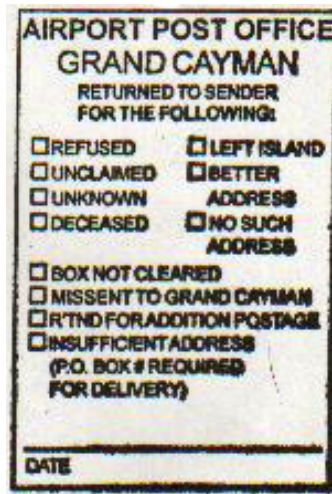 AIRPORT POST OFFICE
GRAND CAYMAN
RETURNED TO SENDER
FOR THE FOLLOWING:
☐REFUSED ☐LEFT ISLAND
☐UNCLAIMED ☐BETTER
☐UNKNOWN ADDRESS
☐DECEASED ☐NO SUCH
ADDRESS
☐BOX NOT CLEARED
☐MISSENT TO GRAND CAYMAN
☐R'TND FOR ADDITION POSTAGE
☐INSUFFICIENT ADDRESS
(P.O. BOX # REQUIRED
FOR DELIVERY)
DATE